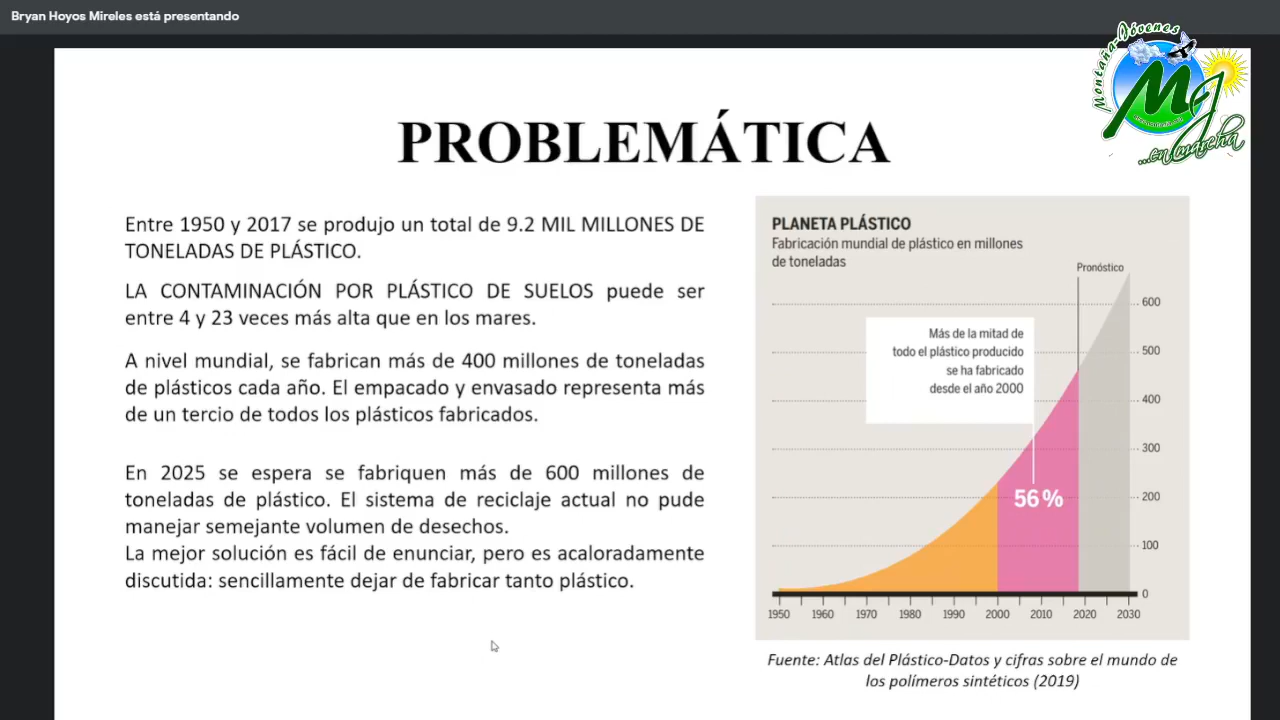 Bryan Hoyos Mireles está presentando
Montaña-Jóvenes
MJ
...en marcha
PROBLEMÁTICA
Entre 1950 y 2017 se produjo un total de 9.2 MIL MILLONES DE
TONELADAS DE PLÁSTICO.
LA CONTAMINACIÓN POR PLÁSTICO DE SUELOS puede ser
entre 4 y 23 veces más alta que en los mares.
A nivel mundial, se fabrican más de 400 millones de toneladas
de plásticos cada año. El empacado y envasado representa más
de un tercio de todos los plásticos fabricados.
En 2025 se espera se fabriquen más de 600 millones de
toneladas de plástico. El sistema de reciclaje actual no pude
manejar semejante volumen de desechos.
La mejor solución es fácil de enunciar, pero es acaloradamente
discutida: sencillamente dejar de fabricar tanto plástico.
PLANETA PLÁSTICO
Fabricación mundial de plástico en millones
de toneladas
Pronóstico
Más de la mitad de
todo el plástico producido
se ha fabricado
desde el año 2000
56 %
600
500
400
300
200
100
0
1950 1960 1970 1980 1990 2000 2010 2020 2030
Fuente: Atlas del Plástico-Datos y cifras sobre el mundo de
los polímeros sintéticos (2019)